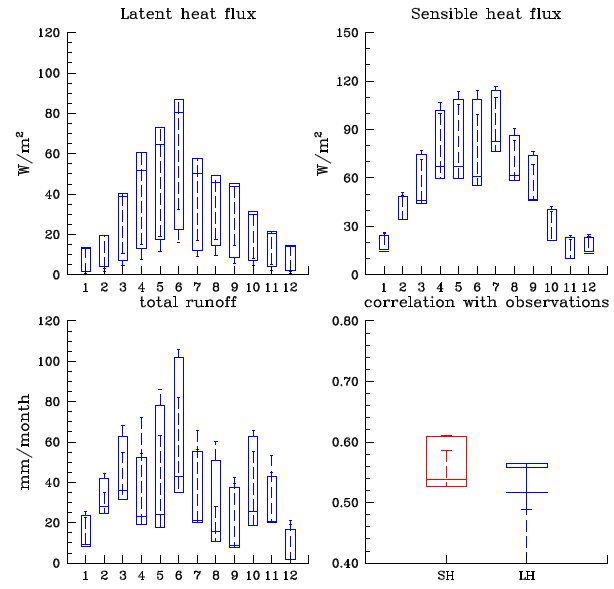 Latent heat flux
120
100
80
60
40
20
0
W/m²
1 2 3 4 5 6 7 8 9 10 11 12
Sensible heat flux
150
120
90
60
30
0
W/m²
1 2 3 4 5 6 7 8 9 10 11 12
total runoff
120
100
80
60
40
20
0
mm/month
1 2 3 4 5 6 7 8 9 10 11 12
correlation with observations
0.80
0.70
0.60
0.50
0.40
SH LH